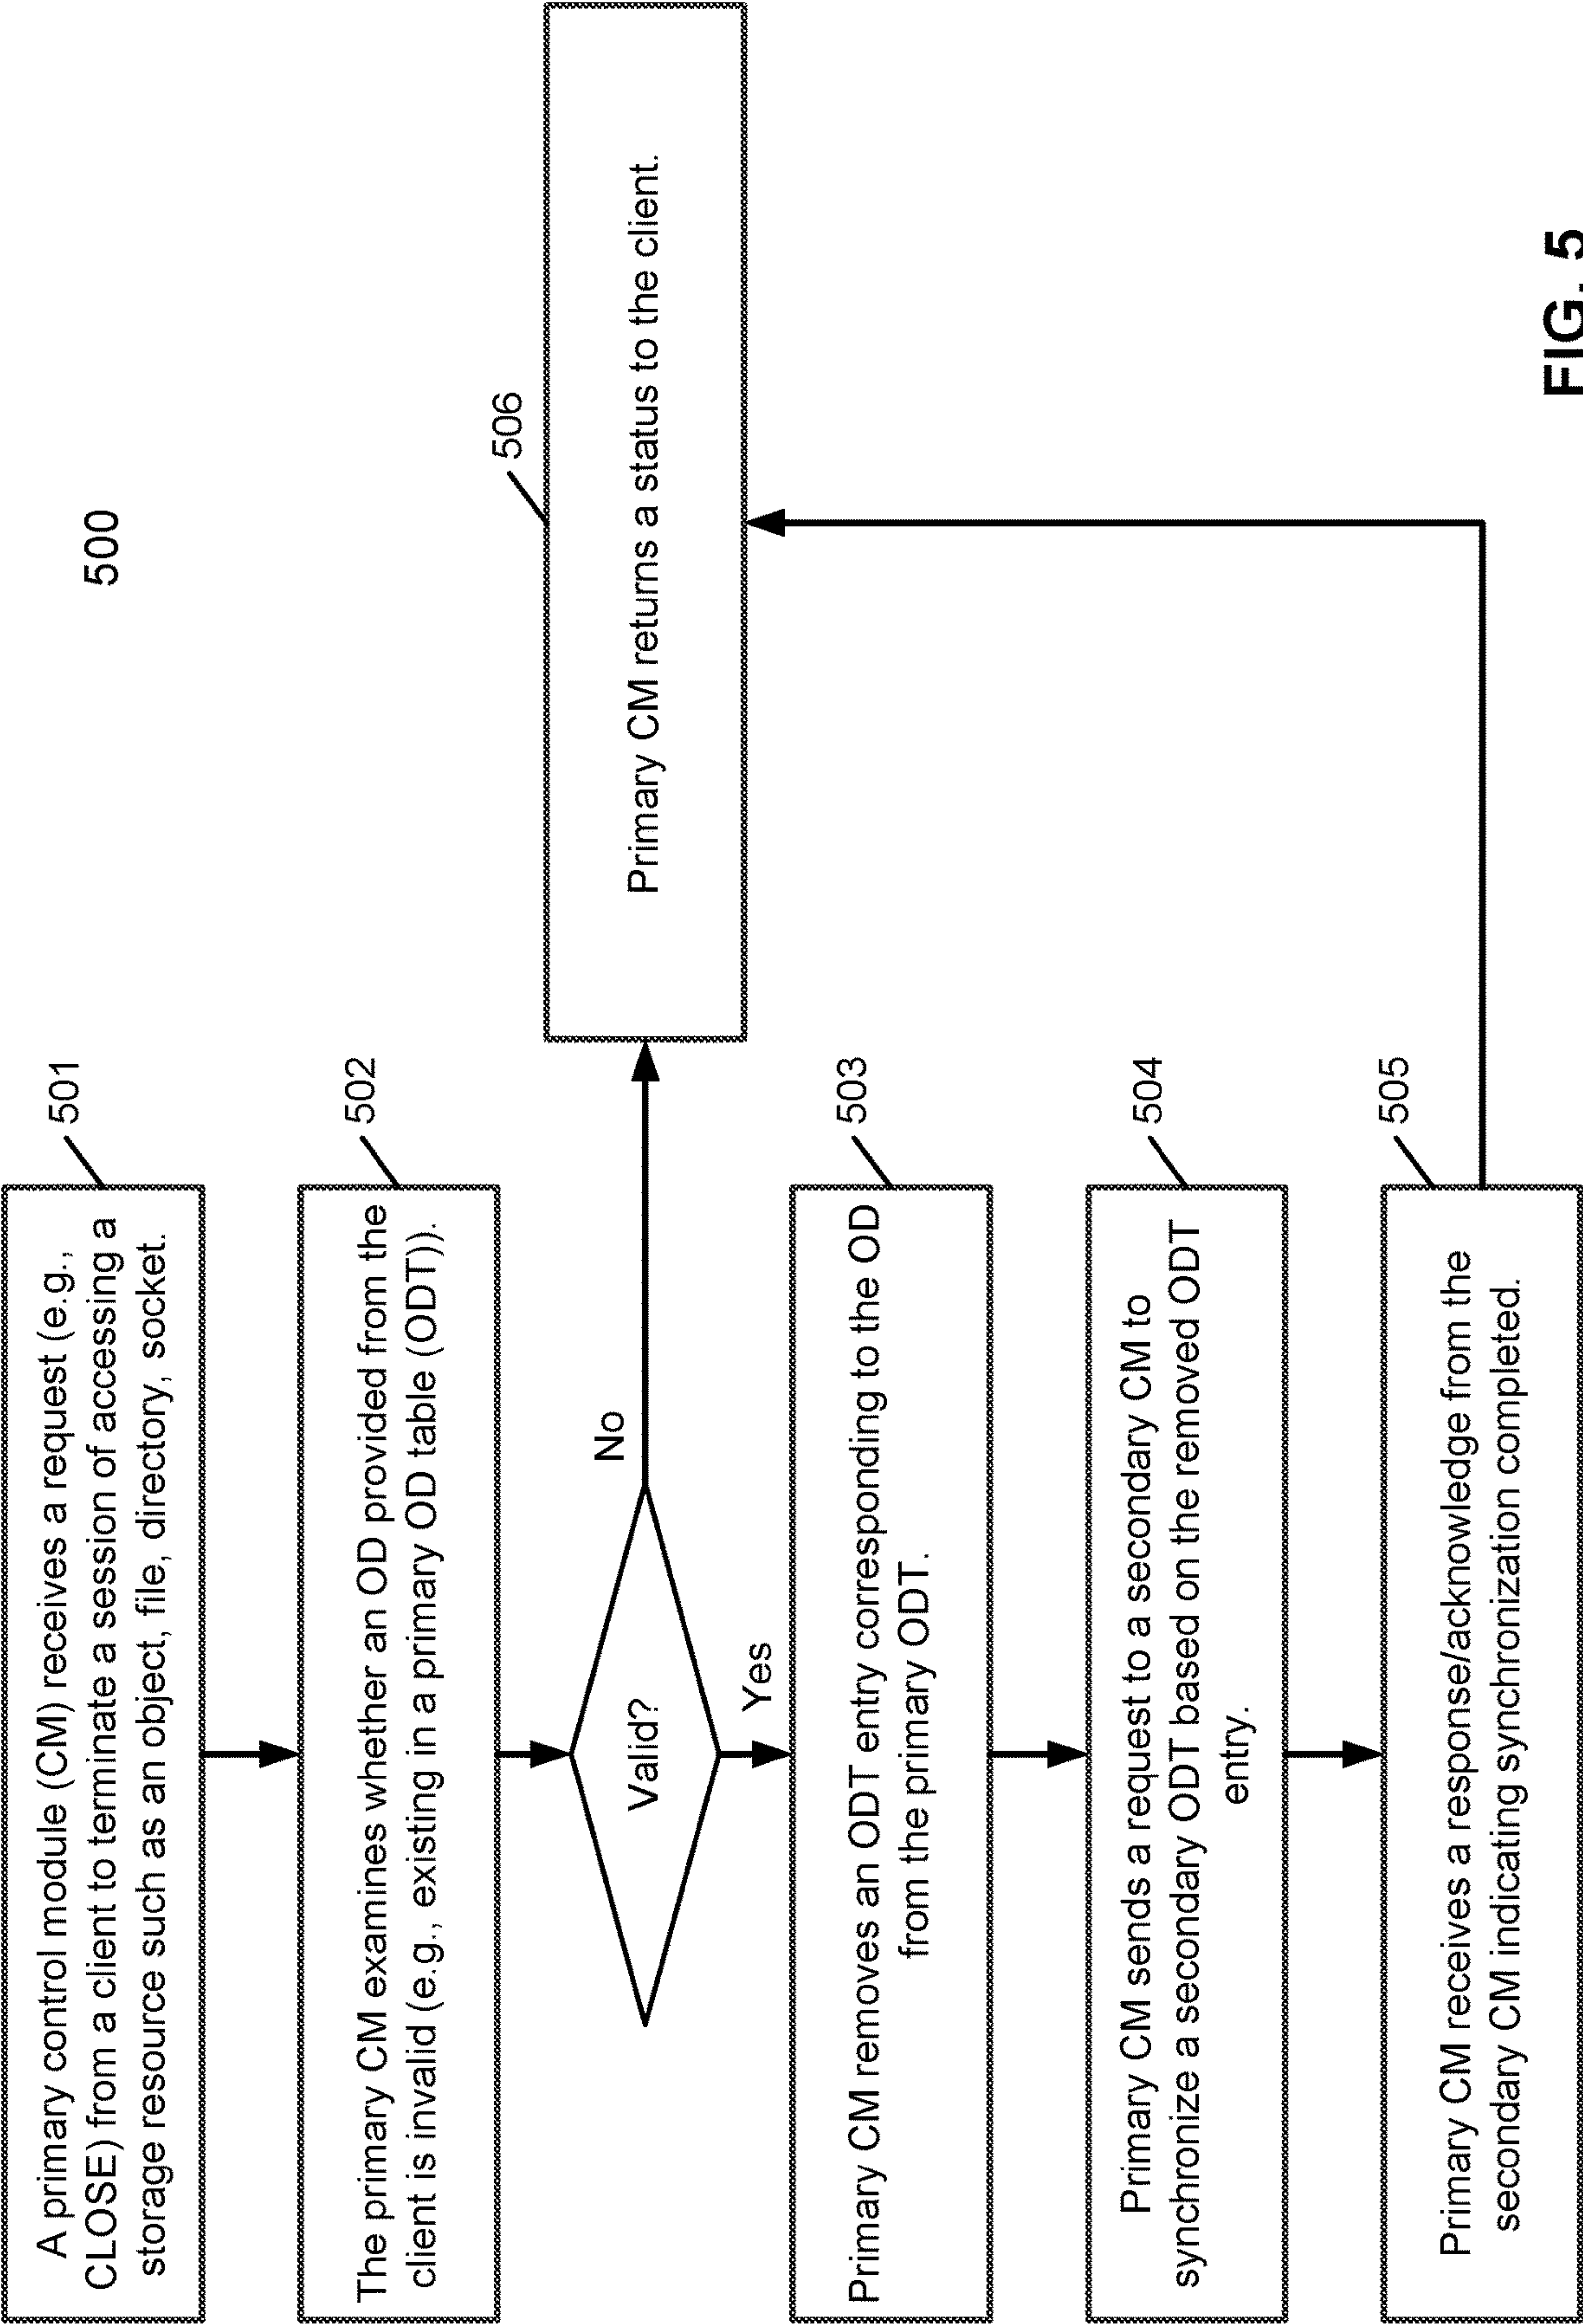 500
501
A primary control module (CM) receives a request (e.g.,
CLOSE) from a client to terminate a session of accessing a
storage resource such as an object, file, directory, socket.
502
The primary CM examines whether an OD provided from the
client is invalid (e.g., existing in a primary OD table (ODT)).
Valid?
No
Yes
506
Primary CM returns a status to the client.
503
Primary CM removes an ODT entry corresponding to the OD
from the primary ODT.
504
Primary CM sends a request to a secondary CM to
synchronize a secondary ODT based on the removed ODT
entry.
505
Primary CM receives a response/acknowledge from the
secondary CM indicating synchronization completed.
FIG. 5